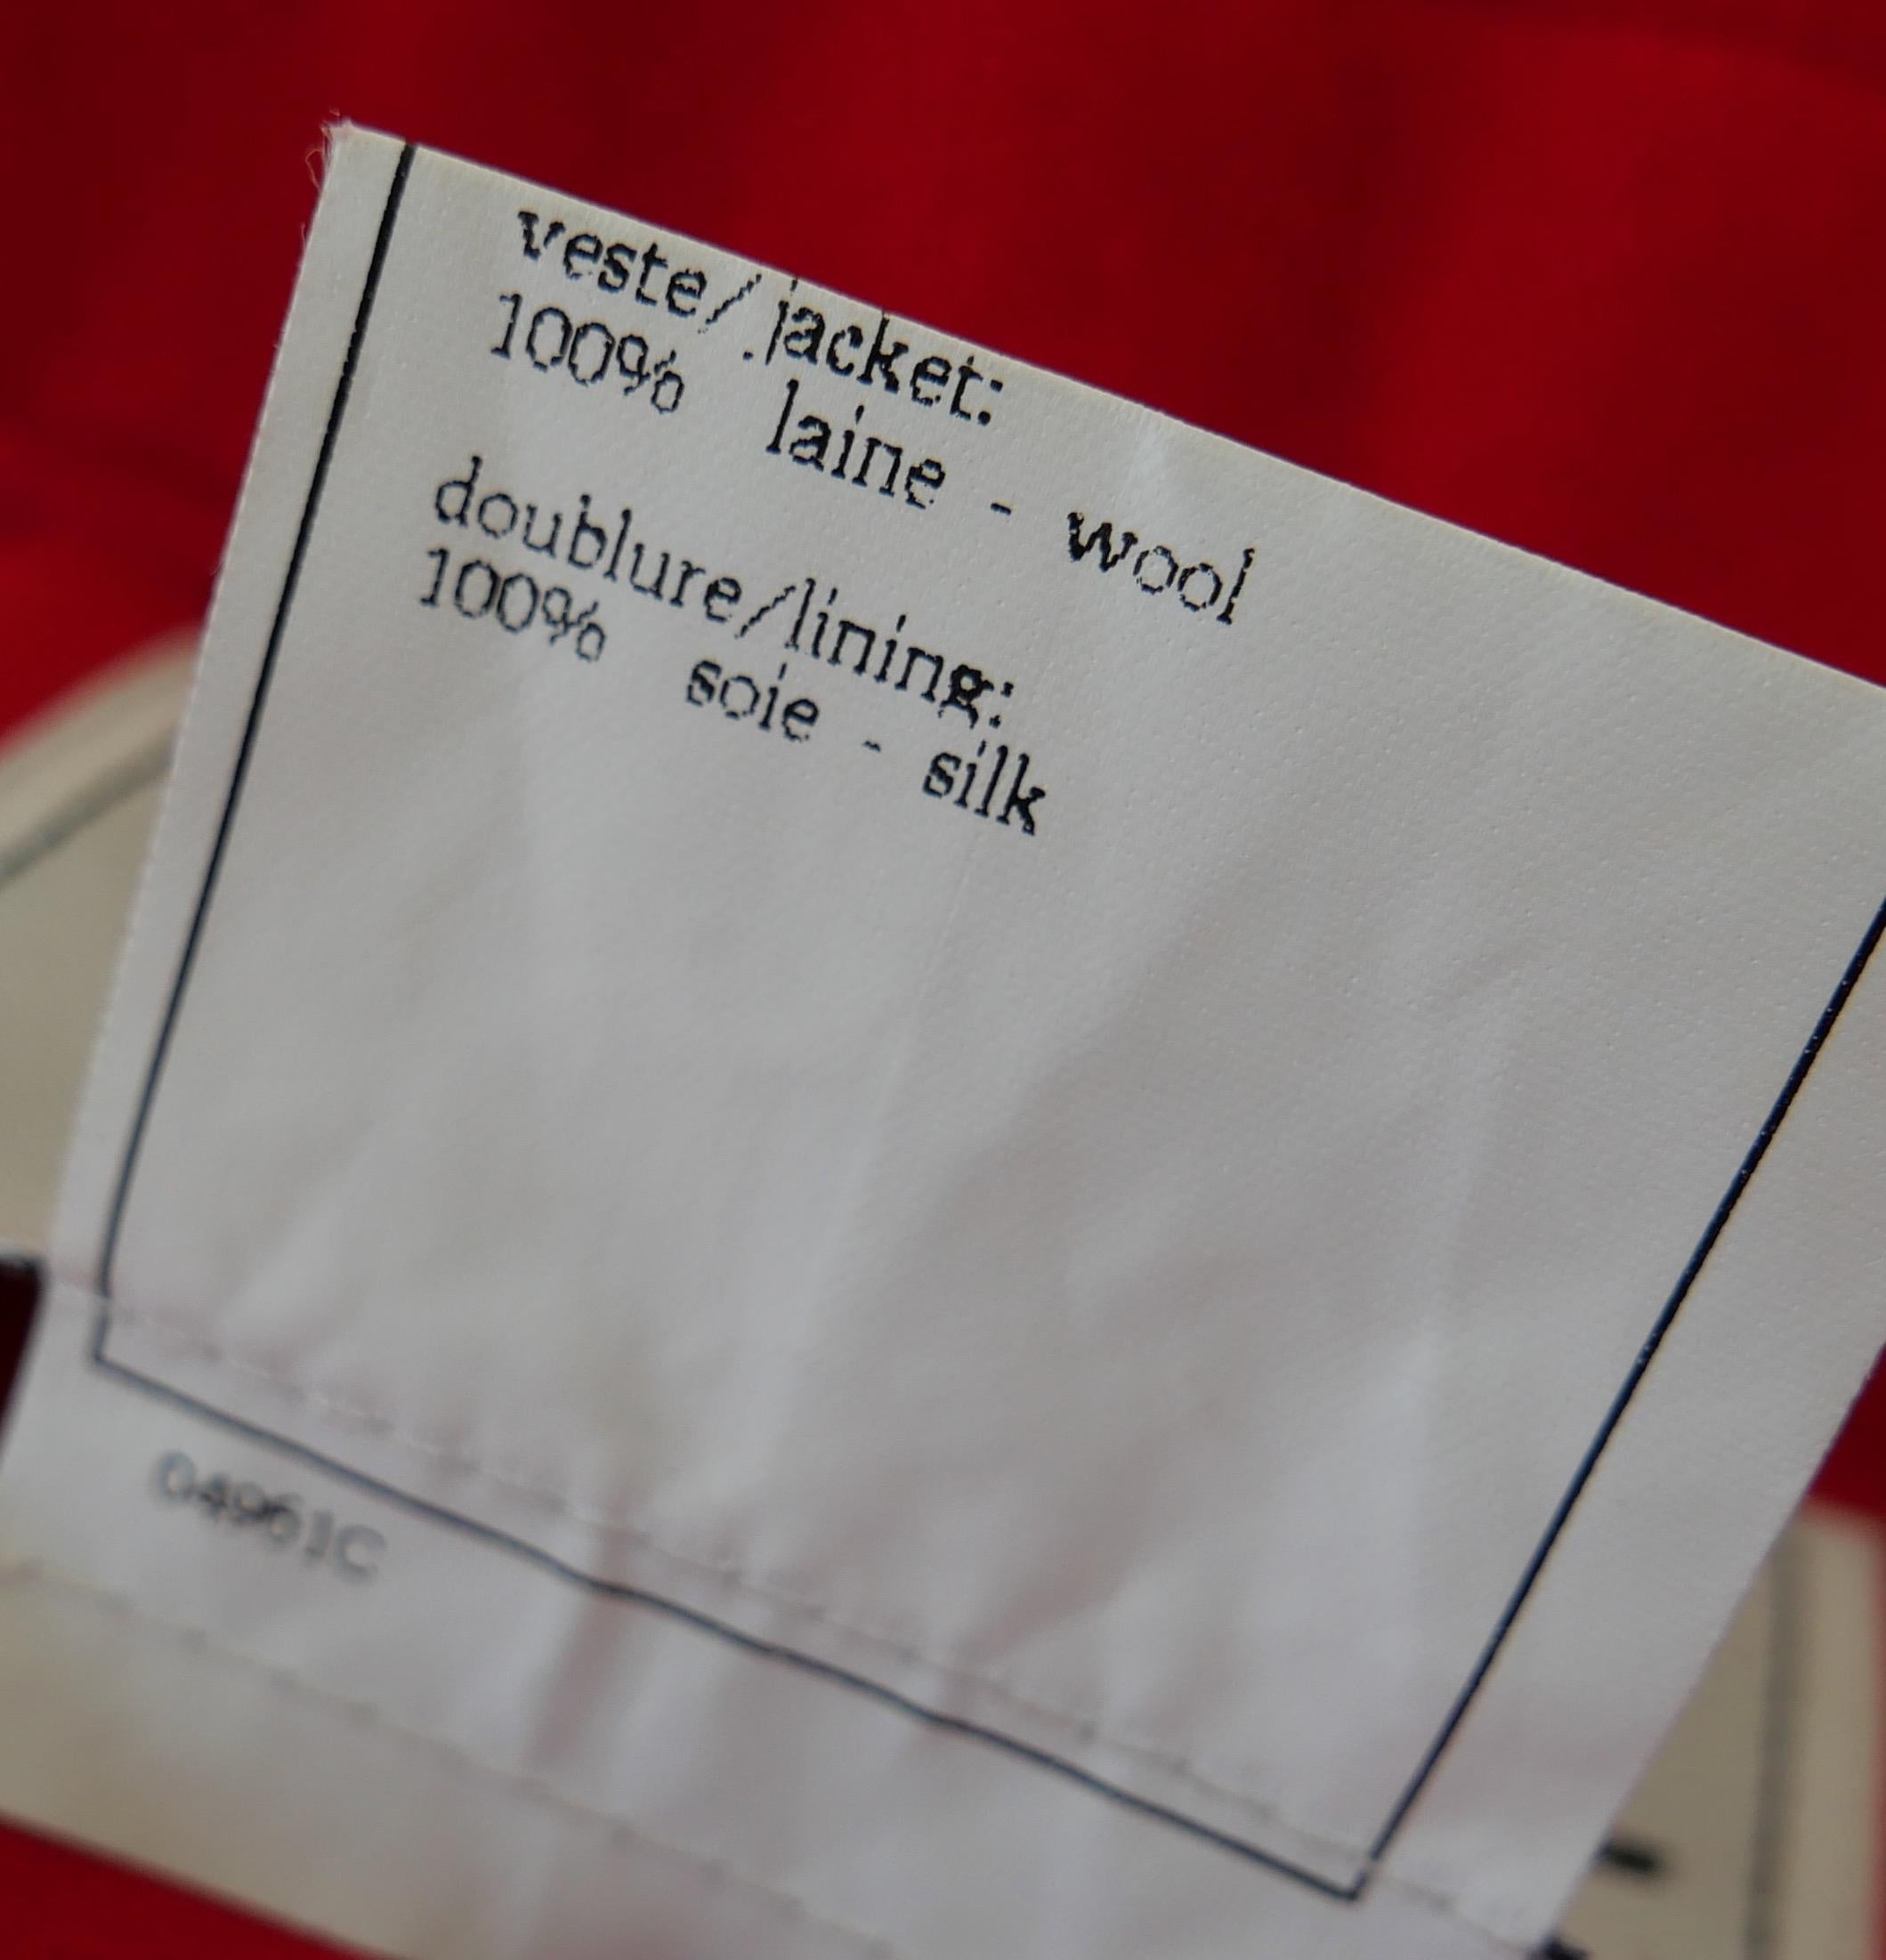 veste/jacket:
100% laine - wool
doublure/lining:
100% soie - silk
04961C